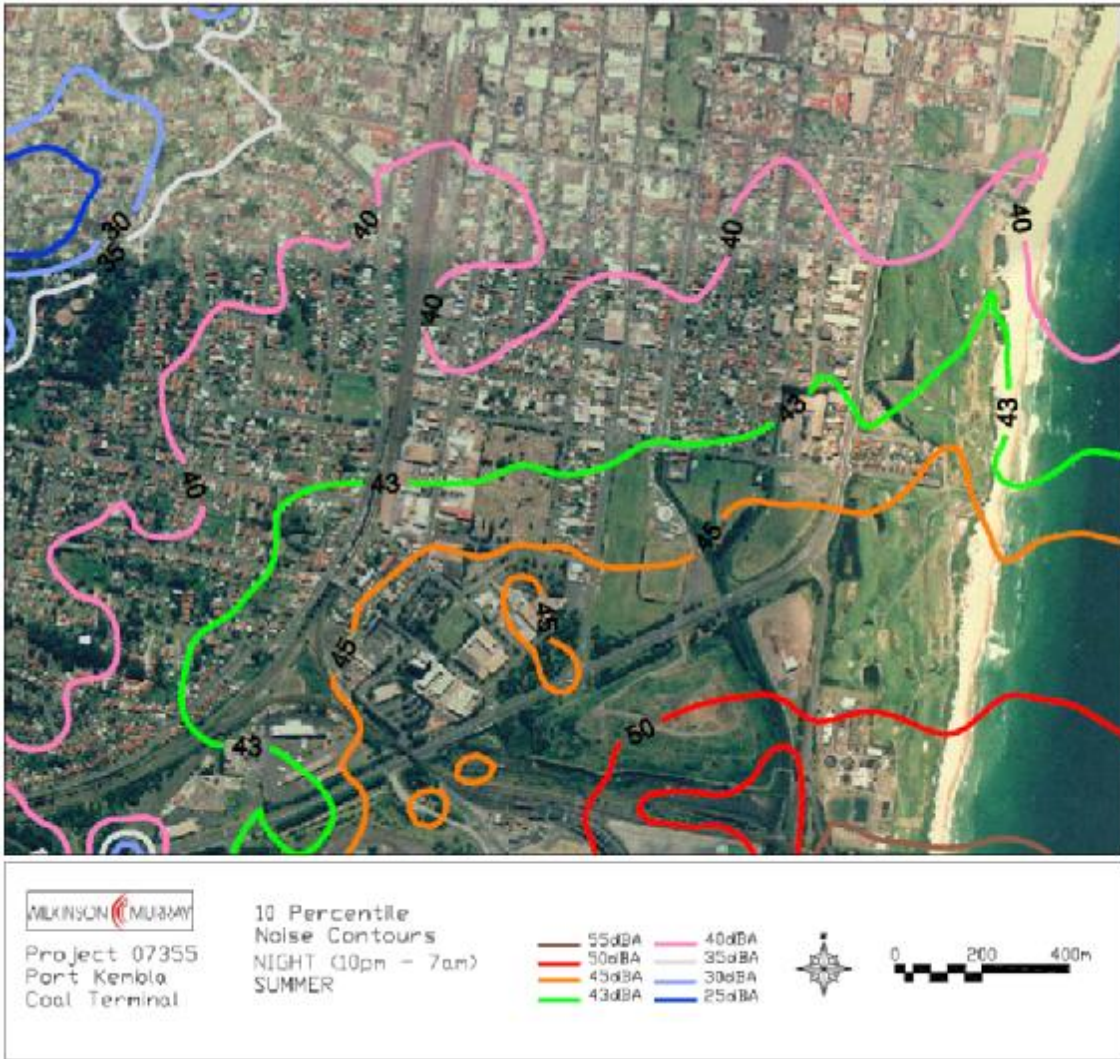 40
40
40
40
30
35
40
43
43
43
40
45
45
45
50
43
WILKINSON MURRAY
Project 07355
Port Kembla
Coal Terminal
10 Percentile
Noise Contours
NIGHT (10pm - 7am)
SUMMER
55dBA
50dBA
45dBA
43dBA
40dBA
35dBA
30dBA
25dBA
0 200 400m